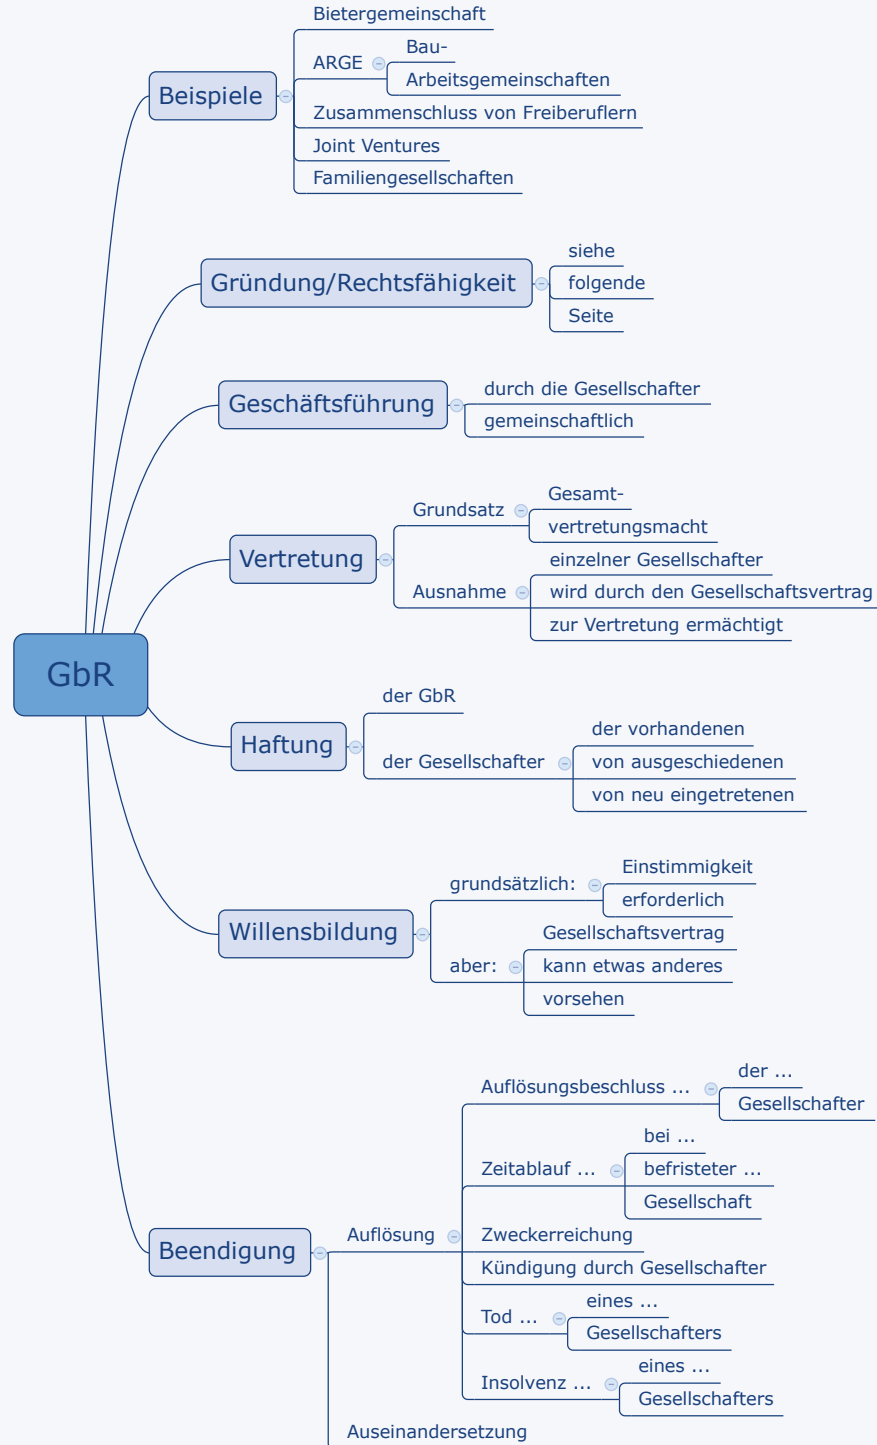 GbR
Beispiele
Bietergemeinschaft
ARGE
Bau-
Arbeitsgemeinschaften
Zusammenschluss von Freiberuflern
Joint Ventures
Familiengesellschaften
Gründung/Rechtsfähigkeit
siehe
folgende
Seite
Geschäftsführung
durch die Gesellschafter
gemeinschaftlich
Vertretung
Grundsatz
Gesamt-
vertretungsmacht
Ausnahme
einzelner Gesellschafter
wird durch den Gesellschaftsvertrag
zur Vertretung ermächtigt
Haftung
der GbR
der Gesellschafter
der vorhandenen
von ausgeschiedenen
von neu eingetretenen
Willensbildung
grundsätzlich:
Einstimmigkeit
erforderlich
aber:
Gesellschaftsvertrag
kann etwas anderes
vorsehen
Beendigung
Auflösung
Auflösungsbeschluss ...
der ...
Gesellschafter
Zeitablauf ...
bei ...
befristeter ...
Gesellschaft
Zweckerreichung
Kündigung durch Gesellschafter
Tod ...
eines ...
Gesellschafters
Insolvenz ...
eines ...
Gesellschafters
Auseinandersetzung